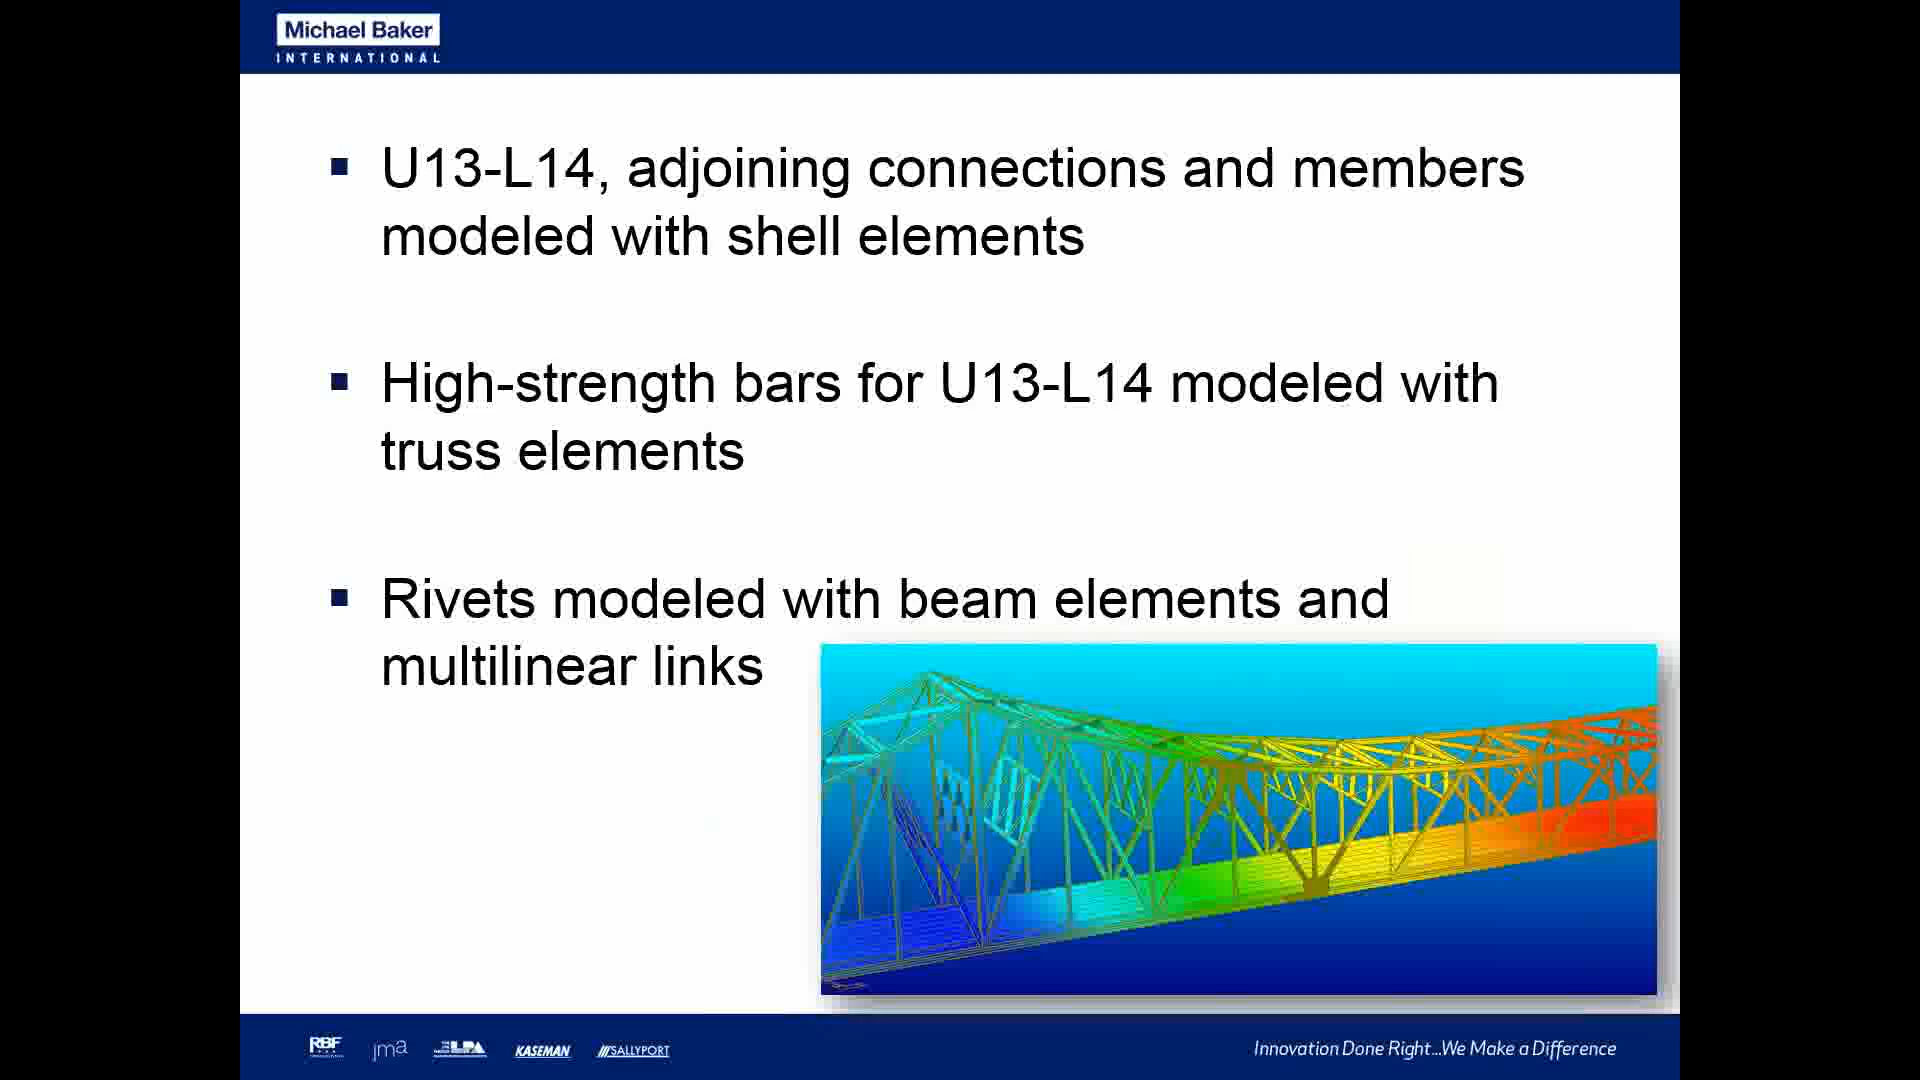 Michael Baker
INTERNATIONAL
U13-L14, adjoining connections and members
modeled with shell elements
High-strength bars for U13-L14 modeled with
truss elements
Rivets modeled with beam elements and
multilinear links
RBF
jma
LPA
KASEMAN
SALLYPORT
Innovation Done Right...We Make a Difference